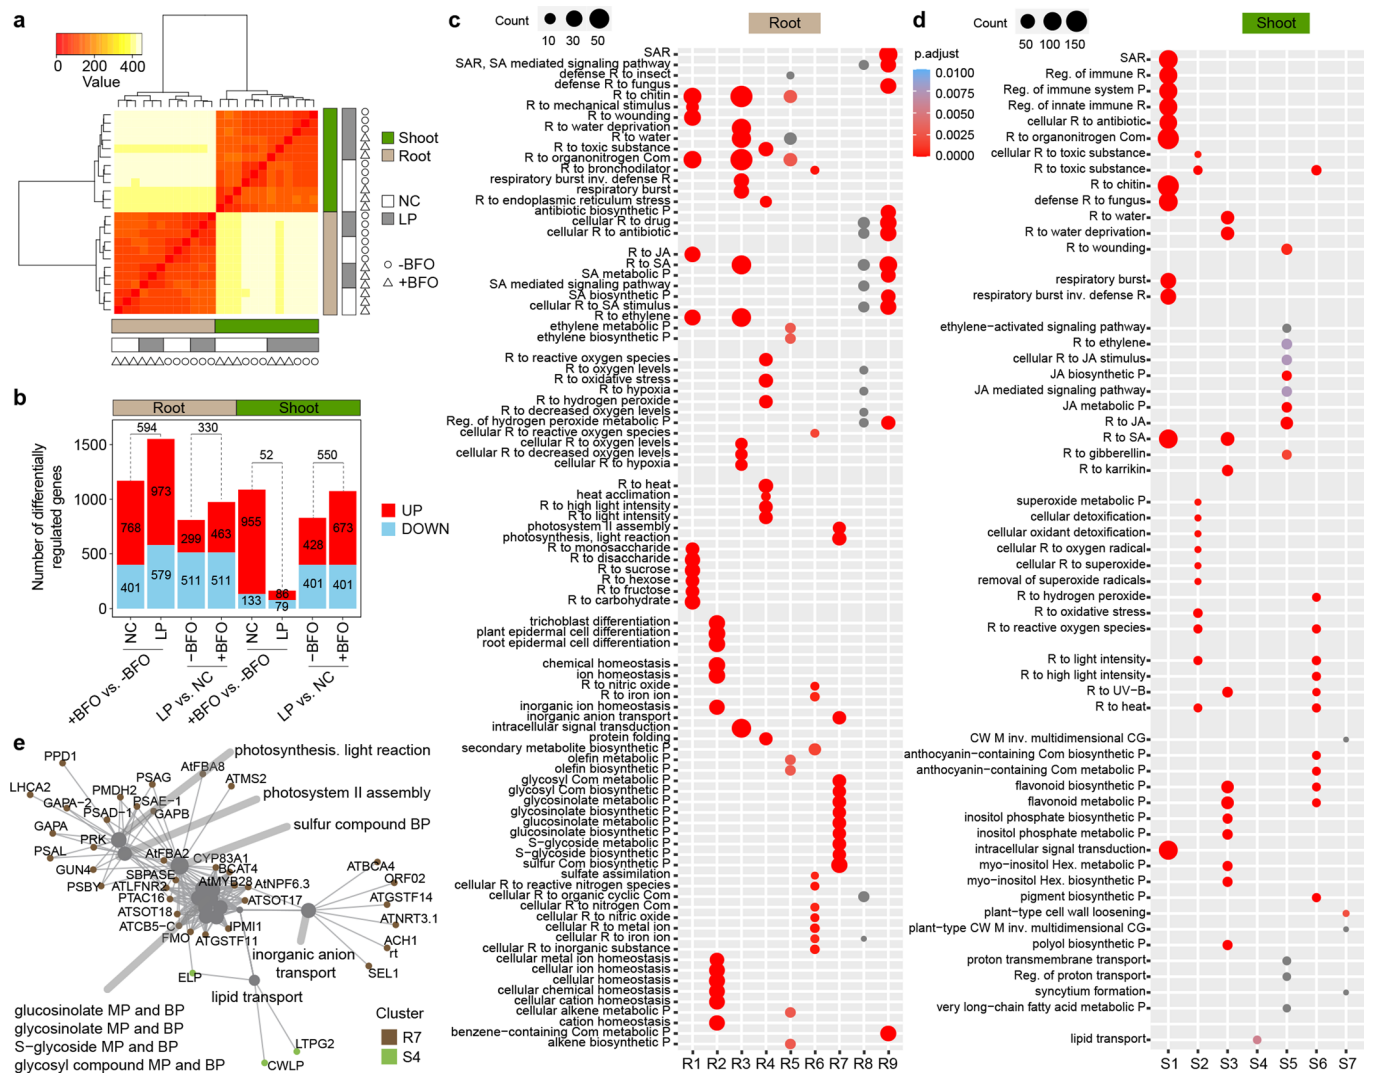 a
0 200 400
Value
Shoot
Root
NC
LP
-BFO
+BFO
b
Root Shoot
Number of differentially
regulated genes
1500
1000
500
0
594
330
52
550
768
973
299
463
955
86
428
673
401
579
511
511
133
79
401
401
UP
DOWN
NC LP −BFO +BFO NC LP −BFO +BFO
+BFO vs. -BFO
LP vs. NC
+BFO vs. -BFO
LP vs. NC
c
Count
10 30 50
Root
SAR
SAR, SA mediated signaling pathway
defense R to insect
defense R to fungus
R to chitin
R to mechanical stimulus
R to wounding
R to water deprivation
R to water
R to toxic substance
R to organonitrogen Com
R to bronchodilator
respiratory burst inv. defense R
respiratory burst
R to endoplasmic reticulum stress
antibiotic biosynthetic P
cellular R to drug
cellular R to antibiotic
R to JA
R to SA
SA metabolic P
SA mediated signaling pathway
SA biosynthetic P
cellular R to SA stimulus
R to ethylene
ethylene metabolic P
ethylene biosynthetic P
R to reactive oxygen species
R to oxygen levels
R to oxidative stress
R to hypoxia
R to hydrogen peroxide
R to decreased oxygen levels
Reg. of hydrogen peroxide metabolic P
cellular R to reactive oxygen species
cellular R to oxygen levels
cellular R to decreased oxygen levels
cellular R to hypoxia
R to heat
heat acclimation
R to high light intensity
R to light intensity
photosystem II assembly
photosynthesis, light reaction
R to monosaccharide
R to disaccharide
R to sucrose
R to hexose
R to fructose
R to carbohydrate
trichoblast differentiation
plant epidermal cell differentiation
root epidermal cell differentiation
chemical homeostasis
ion homeostasis
R to nitric oxide
R to iron ion
inorganic ion homeostasis
inorganic anion transport
intracellular signal transduction
protein folding
secondary metabolite biosynthetic P
olefin metabolic P
olefin biosynthetic P
glycosyl Com metabolic P
glycosyl Com biosynthetic P
glycosinolate metabolic P
glycosinolate biosynthetic P
glucosinolate metabolic P
glucosinolate biosynthetic P
S−glycoside metabolic P
S−glycoside biosynthetic P
sulfur Com biosynthetic P
sulfate assimilation
cellular R to reactive nitrogen species
cellular R to organic cyclic Com
cellular R to nitrogen Com
cellular R to nitric oxide
cellular R to metal ion
cellular R to iron ion
cellular R to inorganic substance
cellular metal ion homeostasis
cellular ion homeostasis
cellular homeostasis
cellular chemical homeostasis
cellular cation homeostasis
cellular alkene metabolic P
cation homeostasis
benzene−containing Com metabolic P
alkene biosynthetic P
R1 R2 R3 R4 R5 R6 R7 R8 R9
p.adjust
0.0100
0.0075
0.0050
0.0025
0.0000
d
Count
50 100 150
Shoot
SAR
Reg. of immune R
Reg. of immune system P
Reg. of innate immune R
cellular R to antibiotic
R to organonitrogen Com
cellular R to toxic substance
R to toxic substance
R to chitin
defense R to fungus
R to water
R to water deprivation
R to wounding
respiratory burst
respiratory burst inv. defense R
ethylene−activated signaling pathway
R to ethylene
cellular R to JA stimulus
JA biosynthetic P
JA mediated signaling pathway
JA metabolic P
R to JA
R to SA
R to gibberellin
R to karrikin
superoxide metabolic P
cellular detoxification
cellular oxidant detoxification
cellular R to oxygen radical
cellular R to superoxide
removal of superoxide radicals
R to hydrogen peroxide
R to oxidative stress
R to reactive oxygen species
R to light intensity
R to high light intensity
R to UV−B
R to heat
CW M inv. multidimensional CG
anthocyanin−containing Com biosynthetic P
anthocyanin−containing Com metabolic P
flavonoid biosynthetic P
flavonoid metabolic P
inositol phosphate biosynthetic P
inositol phosphate metabolic P
intracellular signal transduction
myo−inositol Hex. metabolic P
myo−inositol Hex. biosynthetic P
pigment biosynthetic P
plant−type cell wall loosening
plant−type CW M inv. multidimensional CG
polyol biosynthetic P
proton transmembrane transport
Reg. of proton transport
syncytium formation
very long−chain fatty acid metabolic P
lipid transport
S1 S2 S3 S4 S5 S6 S7
e
photosynthesis. light reaction
photosystem II assembly
sulfur compound BP
PPD1
LHCA2
GAPA-2
GAPA
PSAL
GUN4
PSBY
PMDH2
PSAD-1
PRK
PSAG
PSAE-1
GAPB
AtFBA8
ATMS2
AtFBA2
CYP83A1
BCAT4
SBPASE
AtMYB28
AtNPF6.3
ATLFNR2
PTAC16
ATSOT17
ATSOT18
ATCB5-C
FMO
ATGSTF11
IPMI1
ELP
ATBCA4
ORF02
ATGSTF14
ATNRT3.1
ACH1
rt
SEL1
inorganic anion
transport
lipid transport
LTPG2
CWLP
glucosinolate MP and BP
glycosinolate MP and BP
S-glycoside MP and BP
glycosyl compound MP and BP
Cluster
R7
S4